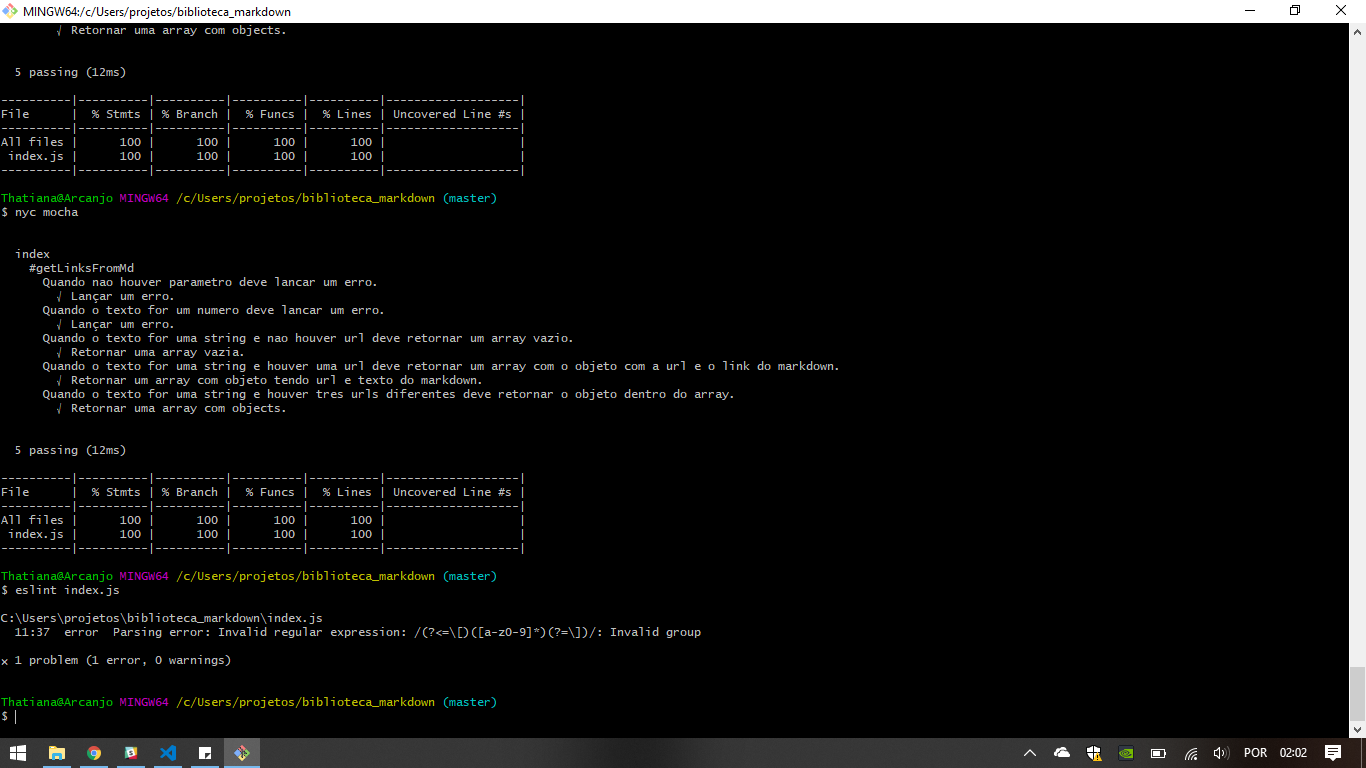 MINGW64:/c/Users/projetos/biblioteca_markdown
√ Retornar uma array com objects.
5 passing (12ms)
----------|----------|----------|----------|----------|-------------------|
File      |  % Stmts | % Branch |  % Funcs |  % Lines | Uncovered Line #s |
----------|----------|----------|----------|----------|-------------------|
All files |      100 |      100 |      100 |      100 |                   |
 index.js |      100 |      100 |      100 |      100 |                   |
----------|----------|----------|----------|----------|-------------------|
Thatiana@Arcanjo MINGW64 /c/Users/projetos/biblioteca_markdown (master)
$ nyc mocha
index
#getLinksFromMd
Quando nao houver parametro deve lancar um erro.
√ Lançar um erro.
Quando o texto for um numero deve lancar um erro.
√ Lançar um erro.
Quando o texto for uma string e nao houver url deve retornar um array vazio.
√ Retornar uma array vazia.
Quando o texto for uma string e houver uma url deve retornar um array com o objeto com a url e o link do markdown.
√ Retornar um array com objeto tendo url e texto do markdown.
Quando o texto for uma string e houver tres urls diferentes deve retornar o objeto dentro do array.
√ Retornar uma array com objects.
5 passing (12ms)
----------|----------|----------|----------|----------|-------------------|
File      |  % Stmts | % Branch |  % Funcs |  % Lines | Uncovered Line #s |
----------|----------|----------|----------|----------|-------------------|
All files |      100 |      100 |      100 |      100 |                   |
 index.js |      100 |      100 |      100 |      100 |                   |
----------|----------|----------|----------|----------|-------------------|
Thatiana@Arcanjo MINGW64 /c/Users/projetos/biblioteca_markdown (master)
$ eslint index.js
C:\Users\projetos\biblioteca_markdown\index.js
11:37  error  Parsing error: Invalid regular expression: /(?<=\[)([a-z0-9]*)(?=\])/: Invalid group
× 1 problem (1 error, 0 warnings)
Thatiana@Arcanjo MINGW64 /c/Users/projetos/biblioteca_markdown (master)
$
POR 02:02